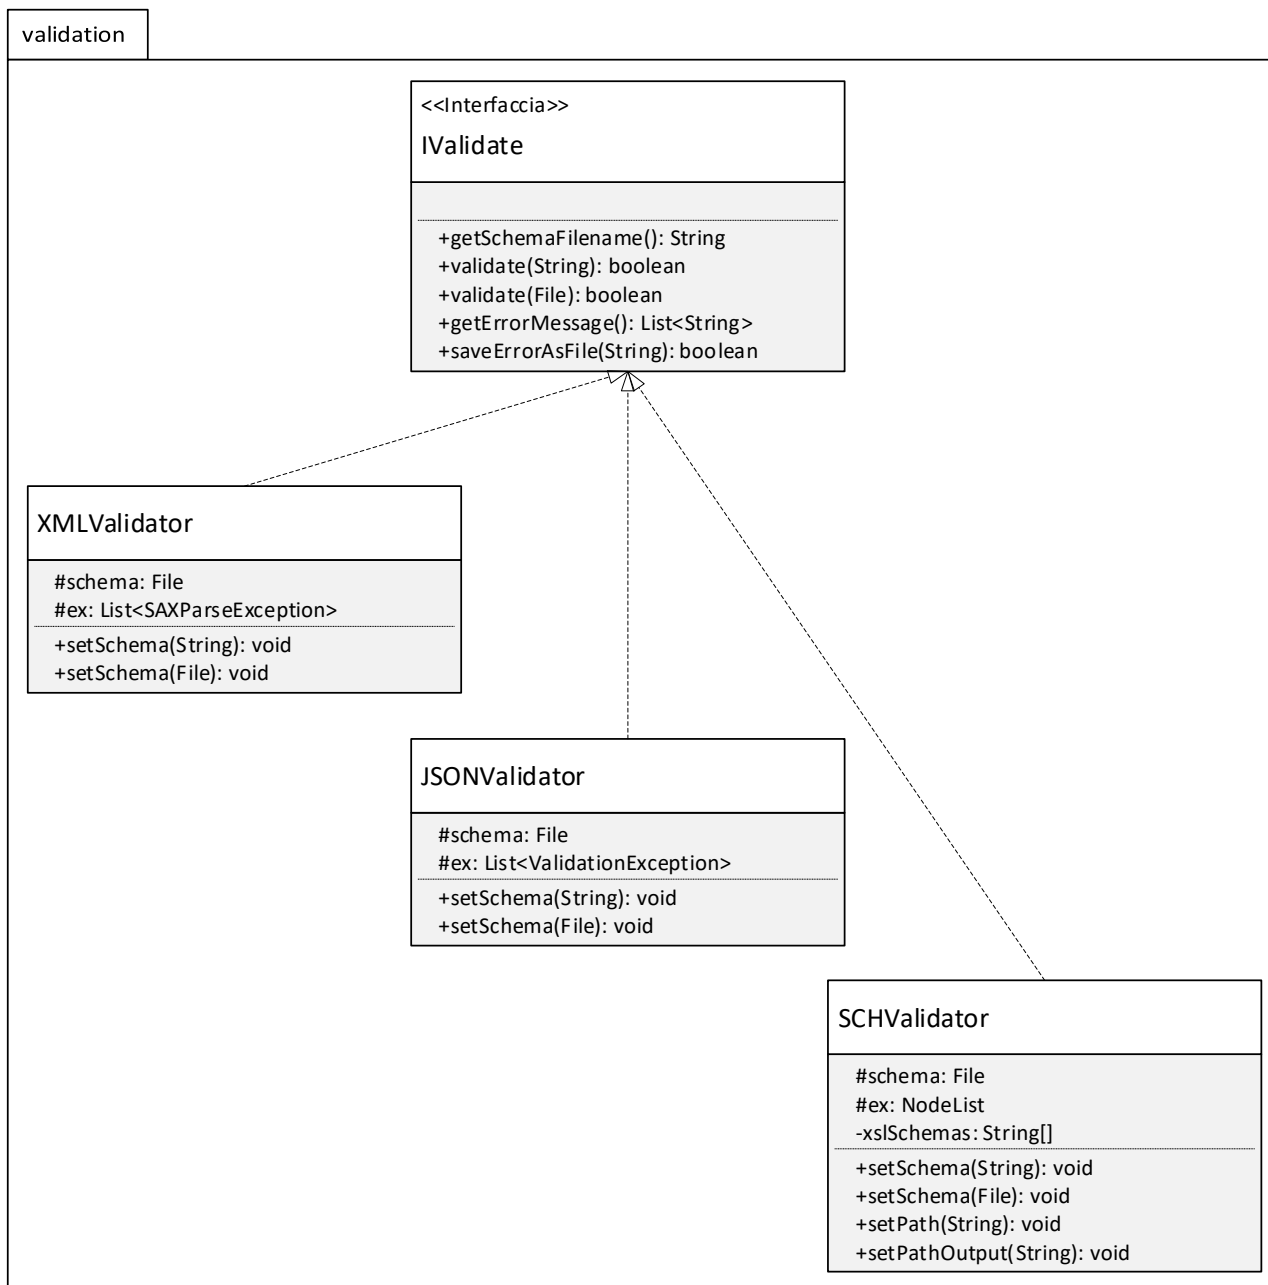 validation
<<Interfaccia>>
IValidate
+getSchemaFilename(): String
+validate(String): boolean
+validate(File): boolean
+getErrorMessage(): List<String>
+saveErrorAsFile(String): boolean
XMLValidator
#schema: File
#ex: List<SAXParseException>
+setSchema(String): void
+setSchema(File): void
JSONValidator
#schema: File
#ex: List<ValidationException>
+setSchema(String): void
+setSchema(File): void
SCHValidator
#schema: File
#ex: NodeList
-xslSchemas: String[]
+setSchema(String): void
+setSchema(File): void
+setPath(String): void
+setPathOutput(String): void